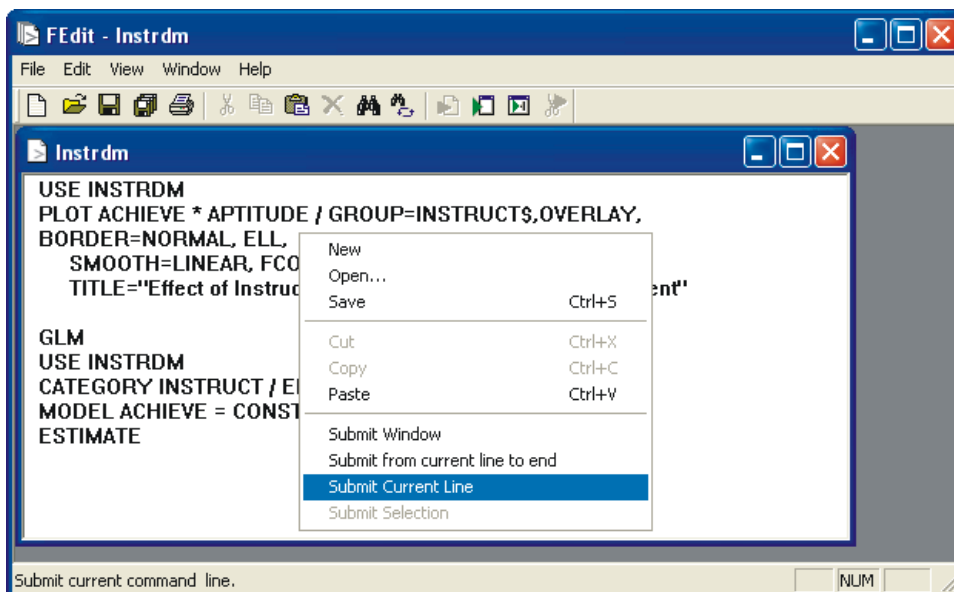 FEdit - Instrdm
File Edit View Window Help
Instrdm
USE INSTRDM
PLOT ACHIEVE * APTITUDE / GROUP=INSTRUCT$,OVERLAY,
BORDER=NORMAL, ELL,
SMOOTH=LINEAR, FCO
TITLE="Effect of Instruc ent"
GLM
USE INSTRDM
CATEGORY INSTRUCT /
MODEL ACHIEVE = CONST
ESTIMATE
New
Open...
Save Ctrl+S
Cut Ctrl+X
Copy Ctrl+C
Paste Ctrl+V
Submit Window
Submit from current line to end
Submit Current Line
Submit Selection
Submit current command line.
NUM